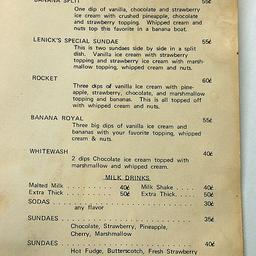 BANANA SPLIT 55¢
One dip of vanilla, chocolate and strawberry
ice cream with crushed pineapple, chocolate
and strawberry topping. Whipped cream and
nuts top this favorite in a banana boat.
LENICK'S SPECIAL SUNDAE 55¢
This is two sundaes side by side in a split
dish. Vanilla ice cream with strawberry
topping and strawberry ice cream with marsh-
mallow topping, whipped cream and nuts.
ROCKET 60¢
Three dips of vanilla ice cream with pine-
apple, strawberry, chocolate, and marshmallow
topping and bananas. This is all topped off
with whipped cream and nuts.
BANANA ROYAL 55¢
Three big dips of vanilla ice cream and
bananas with your favorite topping, whipped
cream & nuts.
WHITEWASH 40¢
2 dips Chocolate ice cream topped with
marshmallow and whipped cream.
MILK DRINKS
Malted Milk 40¢ Milk Shake 40¢
Extra Thick 50¢ Extra Thick 50¢
SODAS 30¢
any flavor
SUNDAES 35¢
Chocolate, Strawberry, Pineapple,
Cherry, Marshmallow
SUNDAES 40¢
Hot Fudge, Butterscotch, Fresh Strawberry